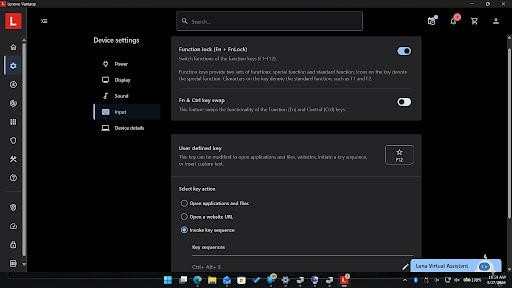 Lenovo Vantage
L
Search...
Device settings
Power
Display
Sound
Input
Device details
Function lock (Fn + FnLock)
Switch functions of the function keys (F1–F12).
Function keys provide two sets of functions: special function and standard function. Icons on the key denote
the special function. Characters on the key denote the standard function, such as F1 and F2.
Fn & Ctrl key swap
This feature swaps the functionality of the Function (Fn) and Control (Ctrl) keys.
User defined key
This key can be modified to open applications and files, websites, initiate a key sequence,
or insert custom text.
F12
Select key action
Open applications and files
Open a website URL
Invoke key sequence
Key sequences
Ctrl+ Alt+ S
Lena Virtual Assistant
100%